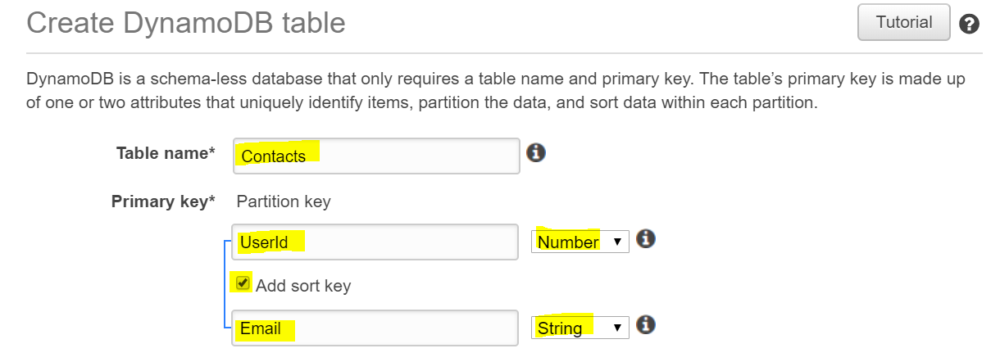 Create DynamoDB table
Tutorial
DynamoDB is a schema-less database that only requires a table name and primary key. The table’s primary key is made up
of one or two attributes that uniquely identify items, partition the data, and sort data within each partition.
Table name* Contacts
Primary key* Partition key
UserId Number
Add sort key
Email String